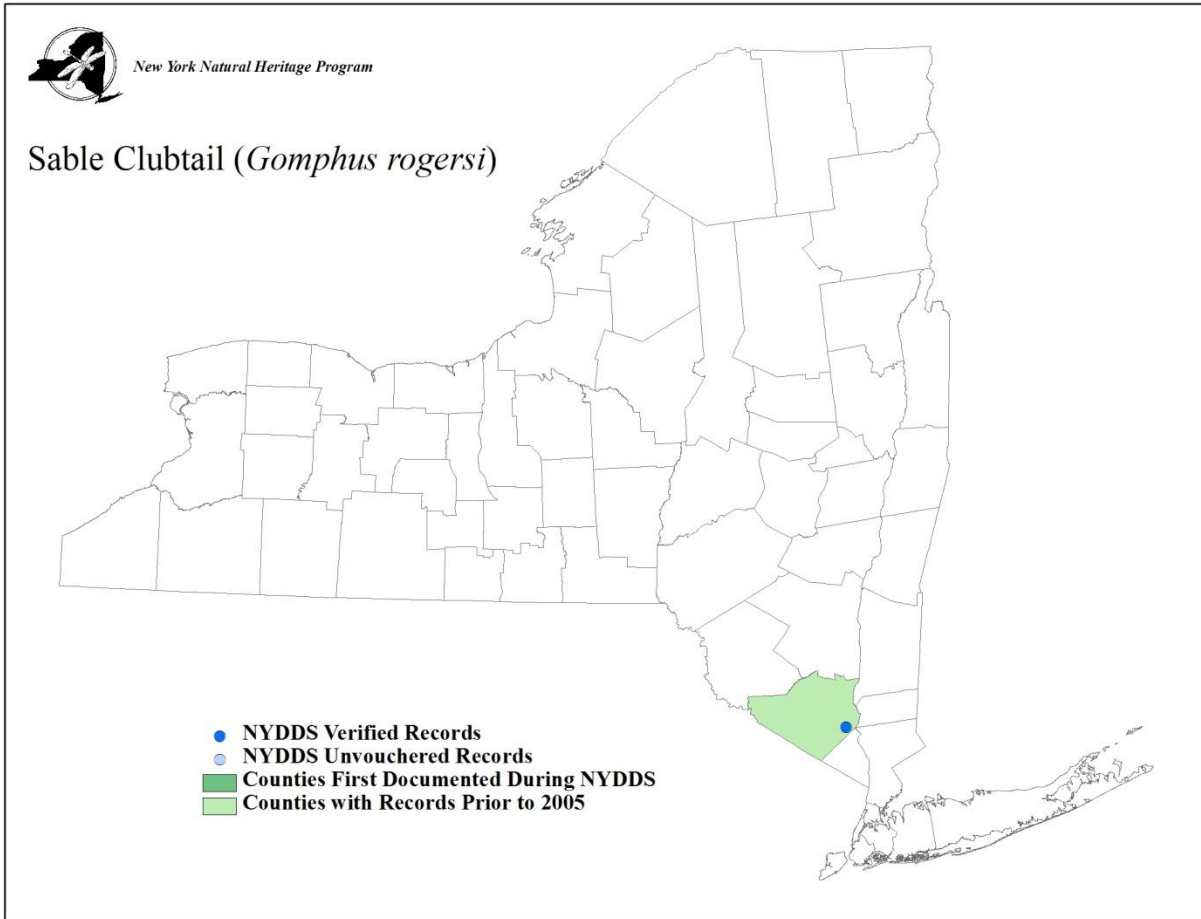 New York Natural Heritage Program
Sable Clubtail (Gomphus rogersi)
NYDDS Verified Records
NYDDS Unvouchered Records
Counties First Documented During NYDDS
Counties with Records Prior to 2005